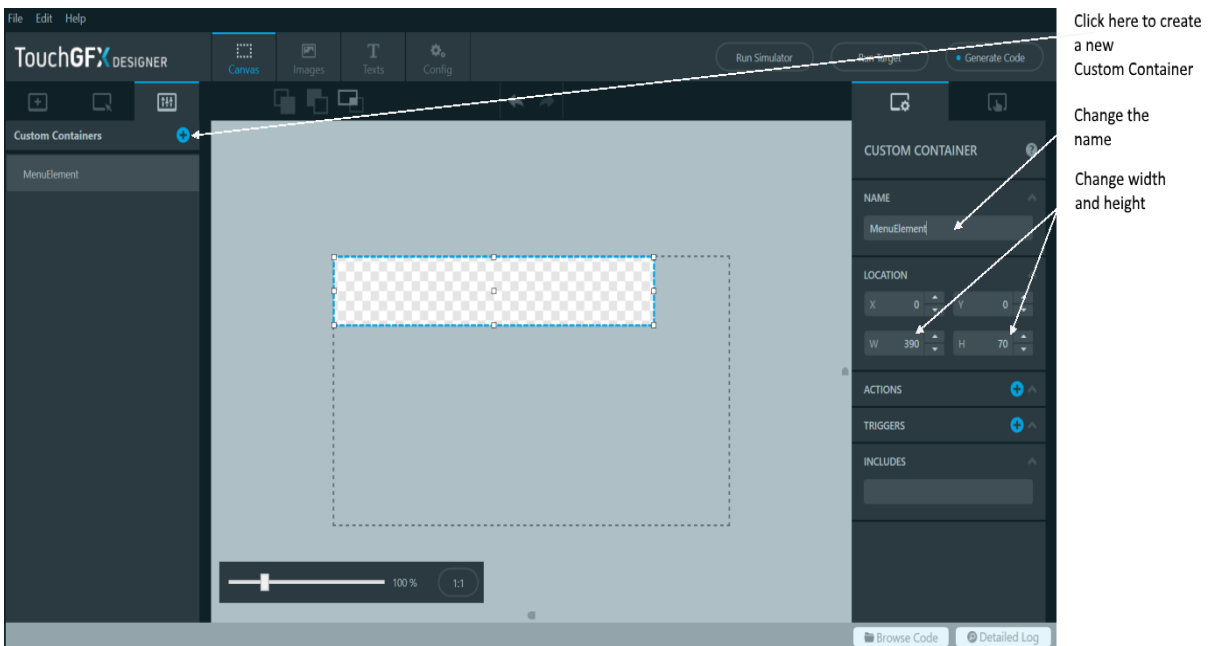 File Edit Help
TouchGFX DESIGNER
Canvas
Images
Texts
Config
Run Simulator
Run Target
Generate Code
Custom Containers
MenuElement
CUSTOM CONTAINER
?
NAME
MenuElement
LOCATION
X 0
Y 0
W 390
H 70
ACTIONS
TRIGGERS
INCLUDES
100 %
1:1
Browse Code
Detailed Log
Click here to create
a new
Custom Container
Change the
name
Change width
and height